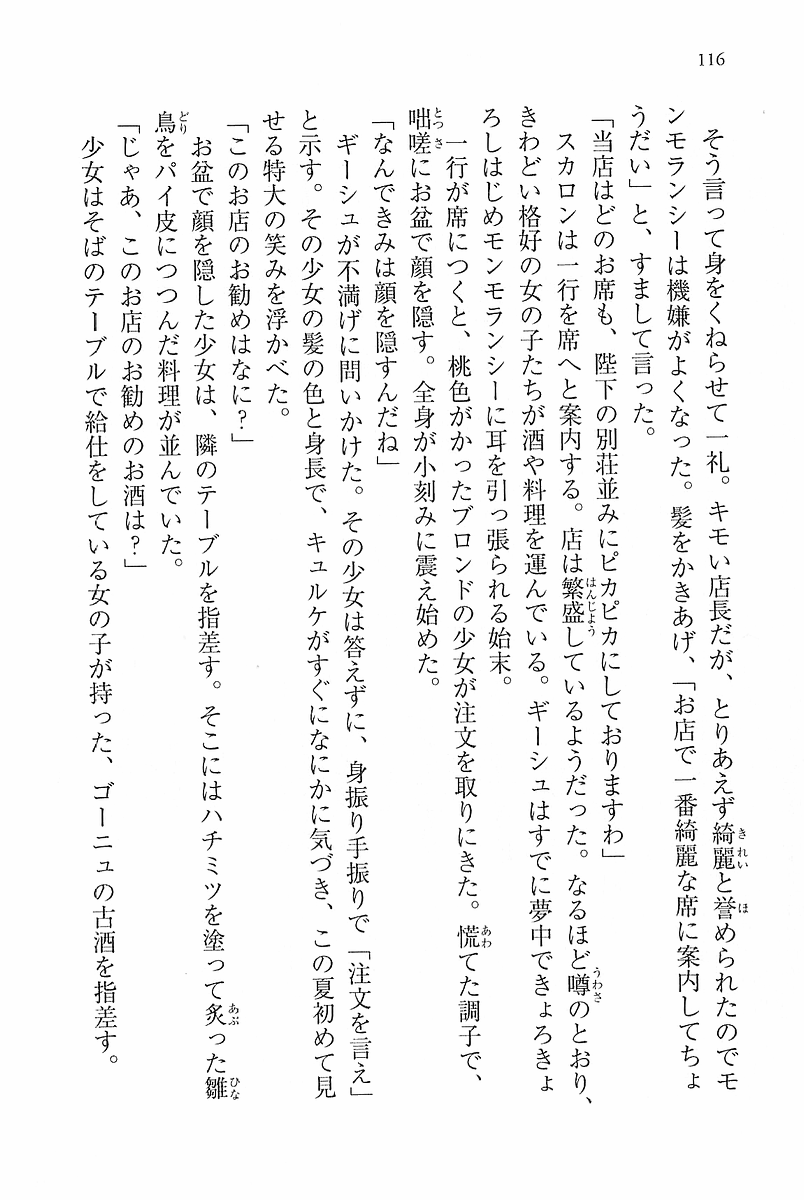 116
そう言って身をくねらせて一礼。キモい店長だが、とりあえず綺麗と誉められたのでモ
ンモランシーは機嫌がよくなった。髪をかきあげ、「お店で一番綺麗な席に案内してちょ
うだい」と、すまして言った。
「当店はどのお席も、陛下の別荘並みにピカピカにしておりますわ」
スカロンは一行を席へと案内する。店は繁盛しているようだった。なるほど噂のとおり、
きわどい格好の女の子たちが酒や料理を運んでいる。ギーシュはすでに夢中できょろきょ
ろしはじめモンモランシーに耳を引っ張られる始末。
一行が席につくと、桃色がかったブロンドの少女が注文を取りにきた。慌てた調子で、
咄嗟にお盆で顔を隠す。全身が小刻みに震え始めた。
「なんできみは顔を隠すんだね」
ギーシュが不満げに問いかけた。その少女は答えずに、身振り手振りで「注文を言え」
と示す。その少女の髪の色と身長で、キュルケがすぐになにかに気づき、この夏初めて見
せる特大の笑みを浮かべた。
「このお店のお勧めはなに？」
お盆で顔を隠した少女は、隣のテーブルを指差す。そこにはハチミツを塗って炙った雛
鳥をパイ皮につつんだ料理が並んでいた。
「じゃあ、このお店のお勧めのお酒は？」
少女はそばのテーブルで給仕をしている女の子が持った、ゴーニュの古酒を指差す。